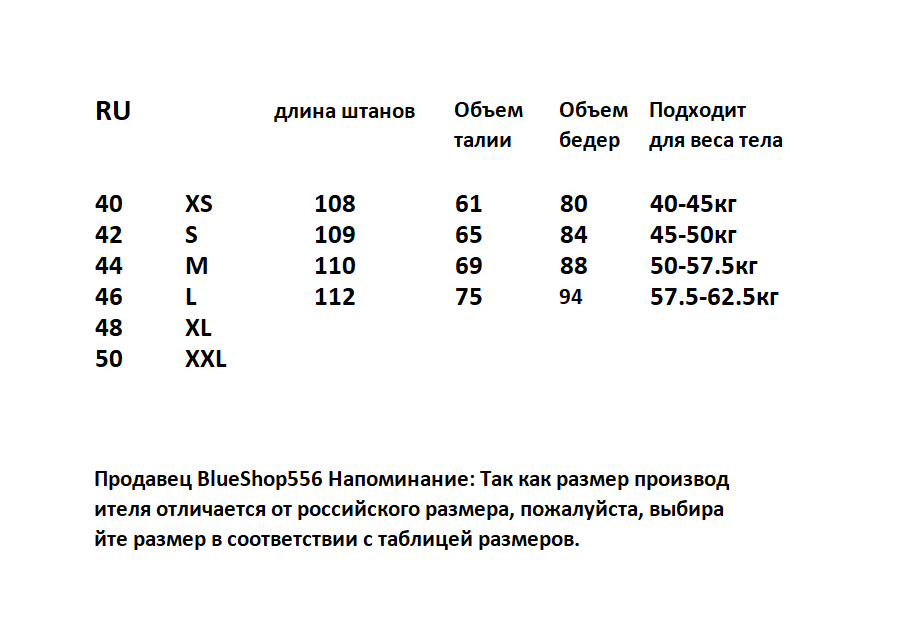 RU длина штанов Объем Объем Подходит
талии бедер для веса тела
40 XS 108 61 80 40-45кг
42 S 109 65 84 45-50кг
44 M 110 69 88 50-57.5кг
46 L 112 75 94 57.5-62.5кг
48 XL
50 XXL
Продавец BlueShop556 Напоминание: Так как размер производ
ителя отличается от российского размера, пожалуйста, выбира
йте размер в соответствии с таблицей размеров.